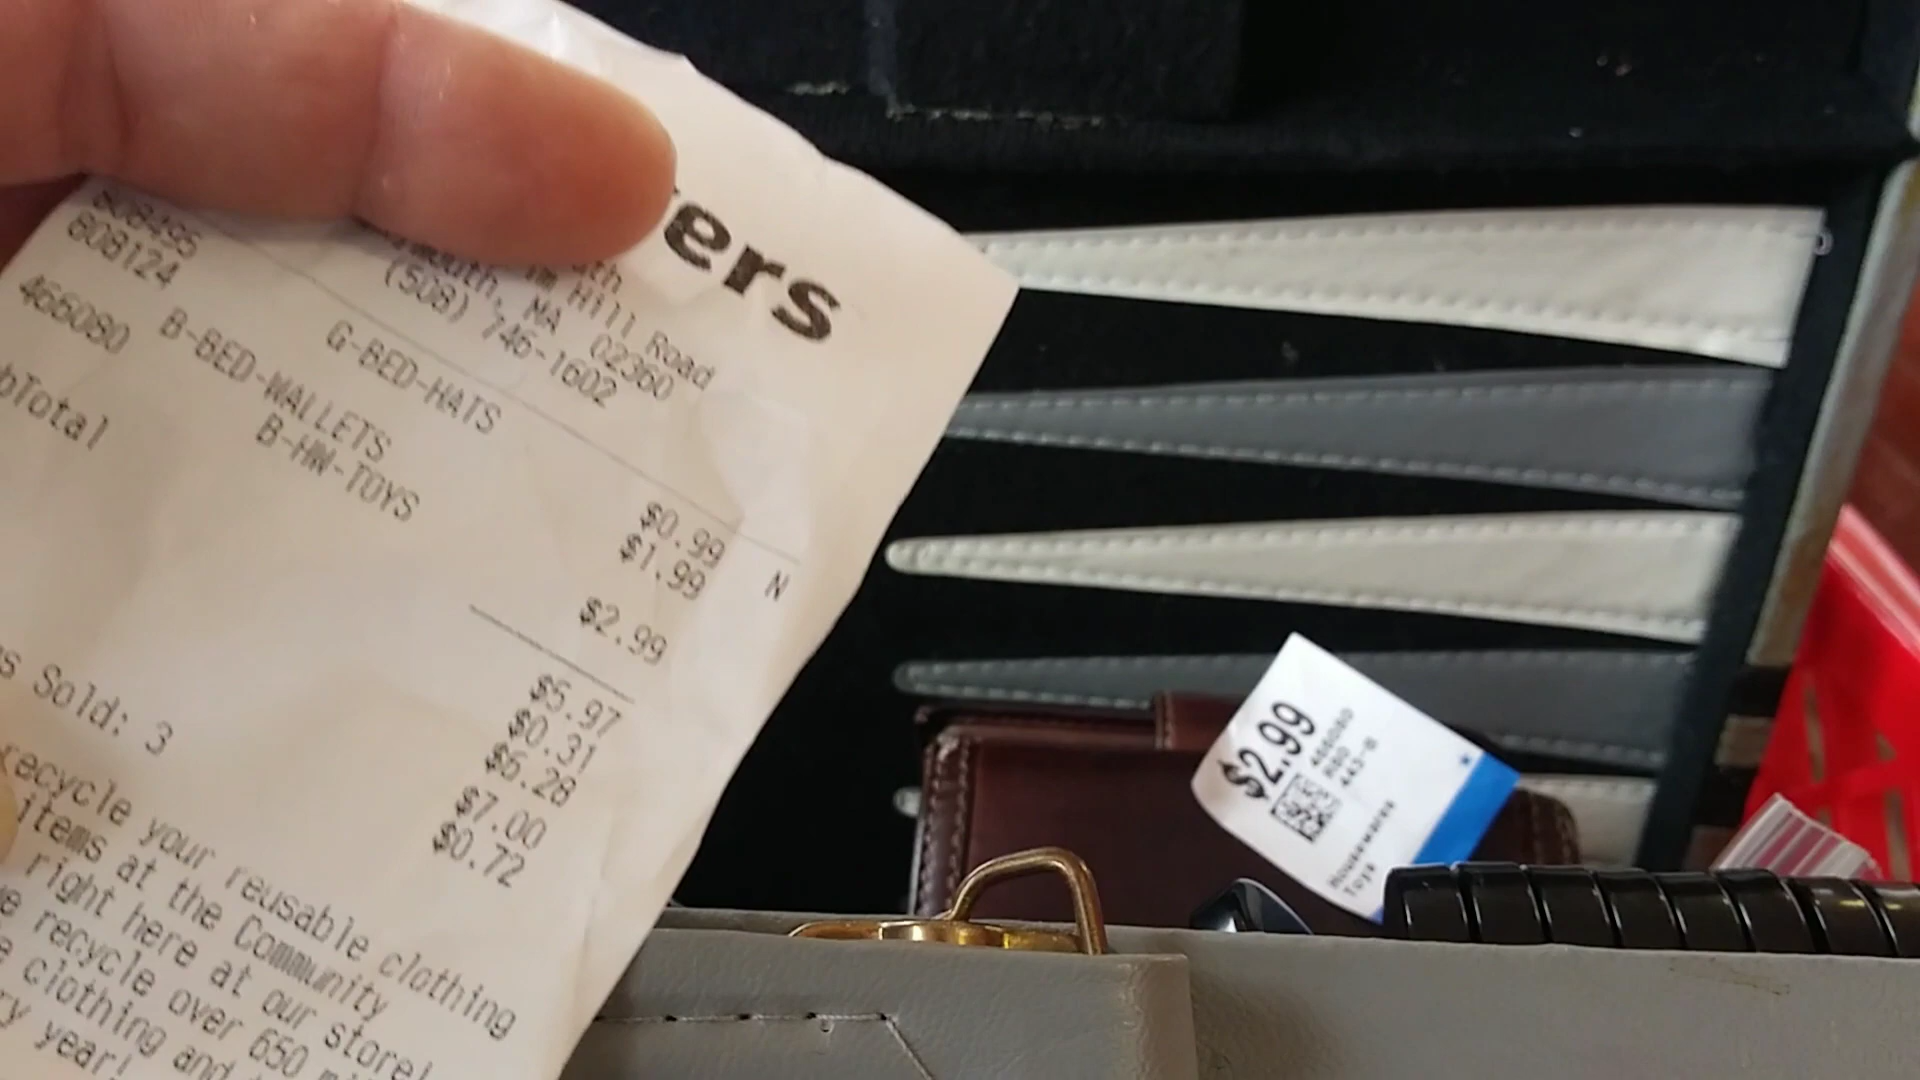 ers
Hill Road
mouth, MA 02360
(508) 746-1602
808495 G-BED-HATS $0.99 N
808124 B-BED-WALLETS $1.99
466080 B-HW-TOYS $2.99
bTotal $5.97
$0.31
$6.28
$7.00
$0.72
s Sold: 3
recycle your reusable clothing
items at the Community
right here at our store!
e recycle over 650
e clothing and
ry year!
$2.99
466080
443-B
Housewares
Toys